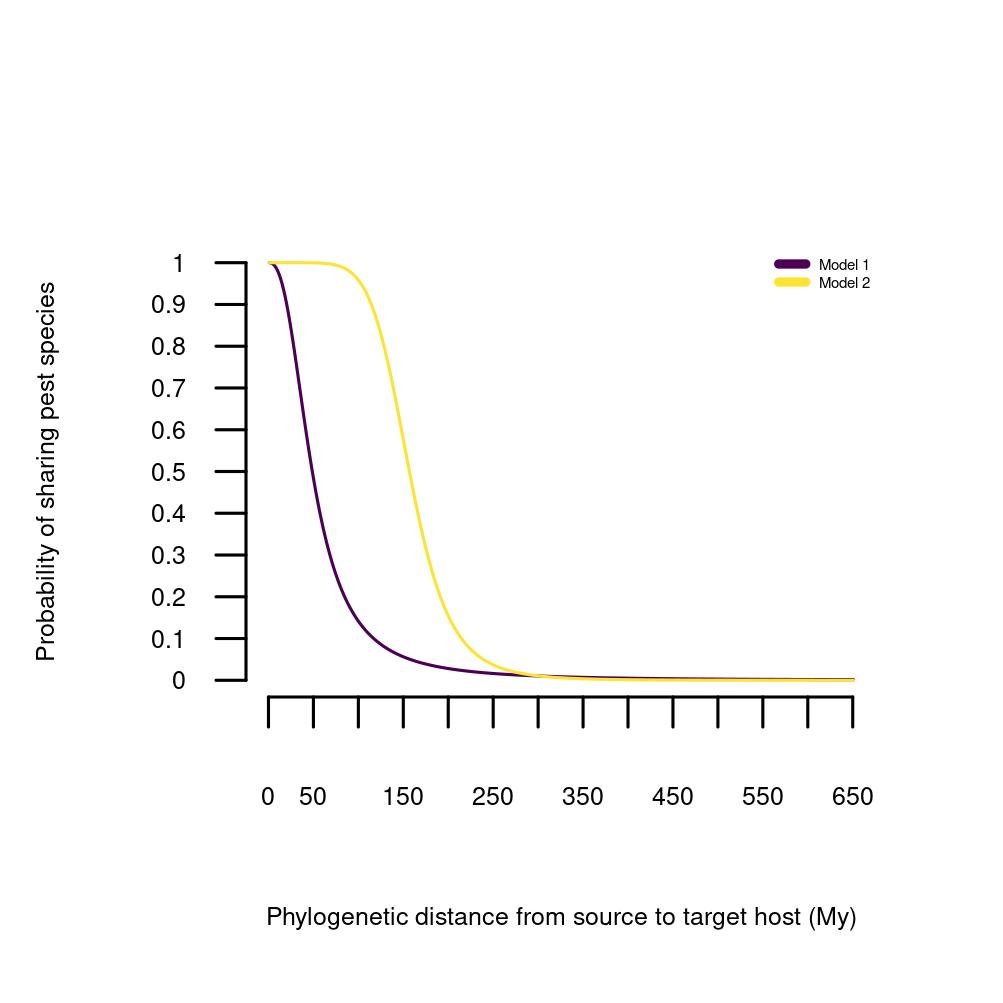 Probability of sharing pest species
1
0.9
0.8
0.7
0.6
0.5
0.4
0.3
0.2
0.1
0
Model 1
Model 2
0 50 150 250 350 450 550 650
Phylogenetic distance from source to target host (My)